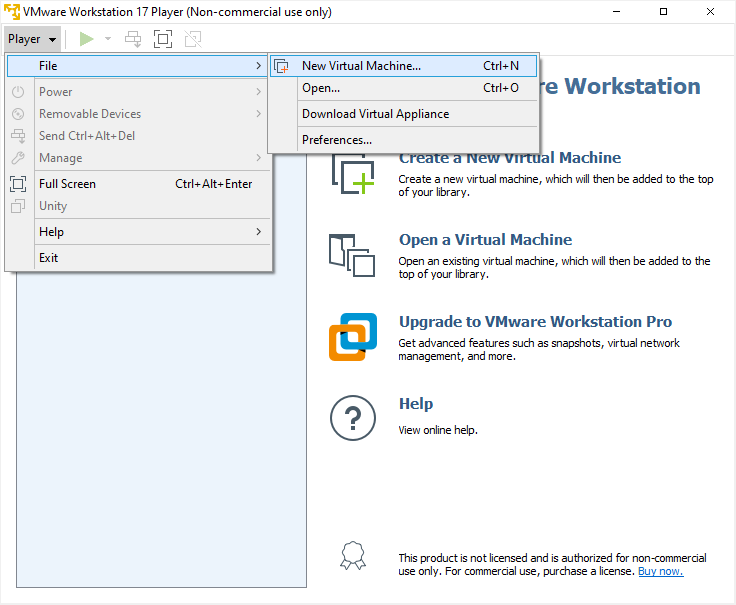 VMware Workstation 17 Player (Non-commercial use only)
Player
File
New Virtual Machine... Ctrl+N
Open... Ctrl+O
Download Virtual Appliance
Preferences...
Power
Removable Devices
Send Ctrl+Alt+Del
Manage
Full Screen Ctrl+Alt+Enter
Unity
Help
Exit
re Workstation
Create a New Virtual Machine
Create a new virtual machine, which will then be added to the top
of your library.
Open a Virtual Machine
Open an existing virtual machine, which will then be added to the
top of your library.
Upgrade to VMware Workstation Pro
Get advanced features such as snapshots, virtual network
management, and more.
Help
View online help.
This product is not licensed and is authorized for non-commercial
use only. For commercial use, purchase a license. Buy now.